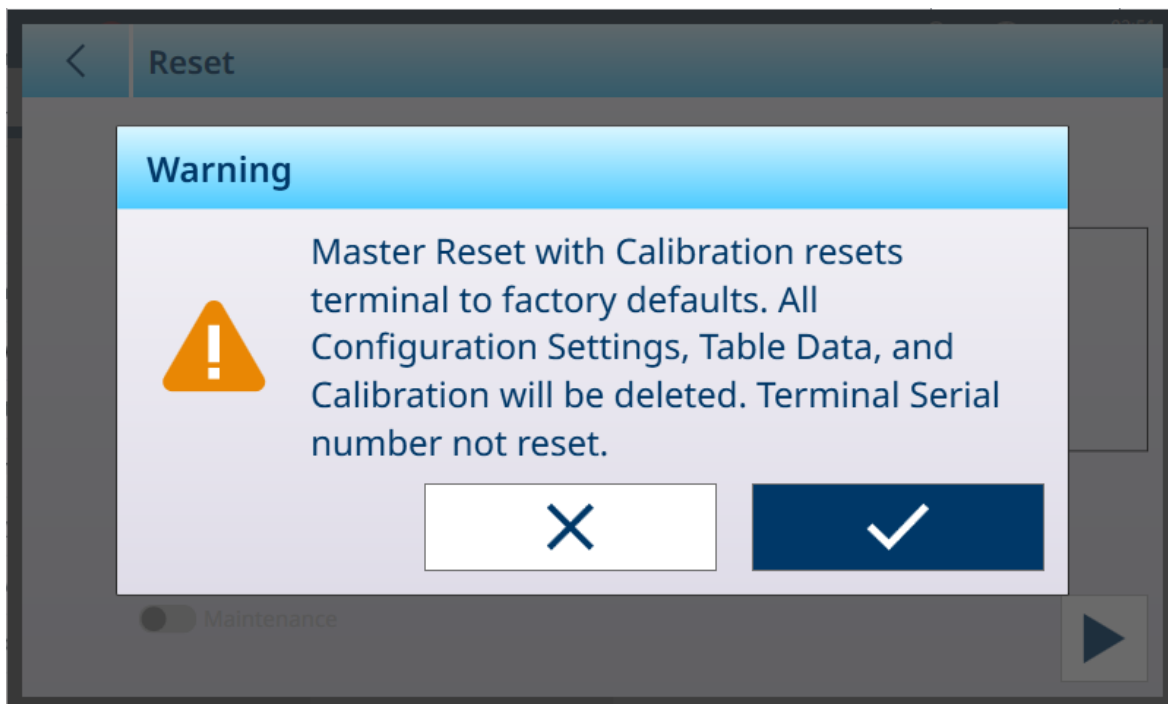 Reset
Warning
Master Reset with Calibration resets
terminal to factory defaults. All
Configuration Settings, Table Data, and
Calibration will be deleted. Terminal Serial
number not reset.
Maintenance